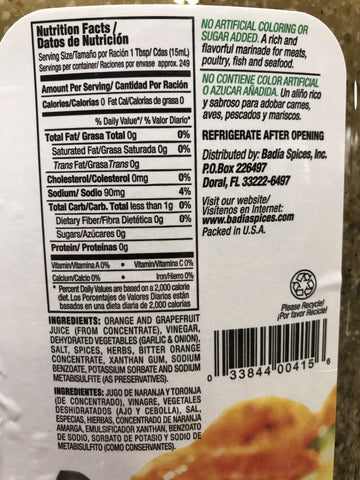 Nutrition Facts /
Datos de Nutrición
Serving Size/Tamaño por Ración 1 Tbsp/ Cdas (15mL)
Servings per container/ Raciones por envase aprox. 249
Amount Per Serving/ Cantidad Por Ración
Calories/Calorías 0 Fat Cal/Calorías de grasa 0
% Daily Value*/ % Valor Diario*
Total Fat/ Grasa Total 0g 0%
Saturated Fat/Grasa Saturada 0g 0%
Trans Fat/Grasa Trans 0g
Cholesterol/Colesterol 0mg 0%
Sodium/ Sodio 90mg 4%
Total Carb/Carb. Total less than 1g 0%
Dietary Fiber/Fibra Dietética 0g 0%
Sugars/Azúcares 0g
Protein/ Proteínas 0g
Vitamin/Vitamina A 0% • Vitamin/Vitamina C 0%
Calcium/Calcio 0% • Iron/Hierro 0%
* Percent Daily Values are based on a 2,000 calorie
diet. Los Porcentajes de Valores Diarios están
basados en una dieta diaria de 2,000 calorías
INGREDIENTS: ORANGE AND GRAPEFRUIT
JUICE (FROM CONCENTRATE), VINEGAR,
DEHYDRATED VEGETABLES (GARLIC & ONION),
SALT, SPICES, HERBS, BITTER ORANGE
CONCENTRATE, XANTHAN GUM, SODIUM
BENZOATE, POTASSIUM SORBATE AND SODIUM
METABISULFITE (AS PRESERVATIVES).
INGREDIENTES: JUGO DE NARANJA Y TORONJA
(DE CONCENTRADO), VINAGRE, VEGETALES
DESHIDRATADOS (AJO Y CEBOLLA), SAL,
ESPECIAS, HIERBAS, CONCENTRADO DE NARANJA
AMARGA, EMULSIFICADOR XANTHAN, BENZOATO
DE SODIO, SORBATO DE POTASIO Y SODIO DE
METABISULFITO (COMO CONSERVANTES).
NO ARTIFICIAL COLORING OR
SUGAR ADDED. A rich and
flavorful marinade for meats,
poultry, fish and seafood.
NO CONTIENE COLOR ARTIFICIAL
O AZUCAR AÑADIDA. Un aliño rico
y sabroso para adobar carnes,
aves, pescados y mariscos.
REFRIGERATE AFTER OPENING
Distributed by: Badia Spices, Inc.
P.O.Box 226497
Doral, FL 33222-6497
Visit our website/
Visítenos en Internet:
www.badiaspices.com
Packed in U.S.A.
Please Recycle!
¡Por favor Recicle!
0 33844 00415 6